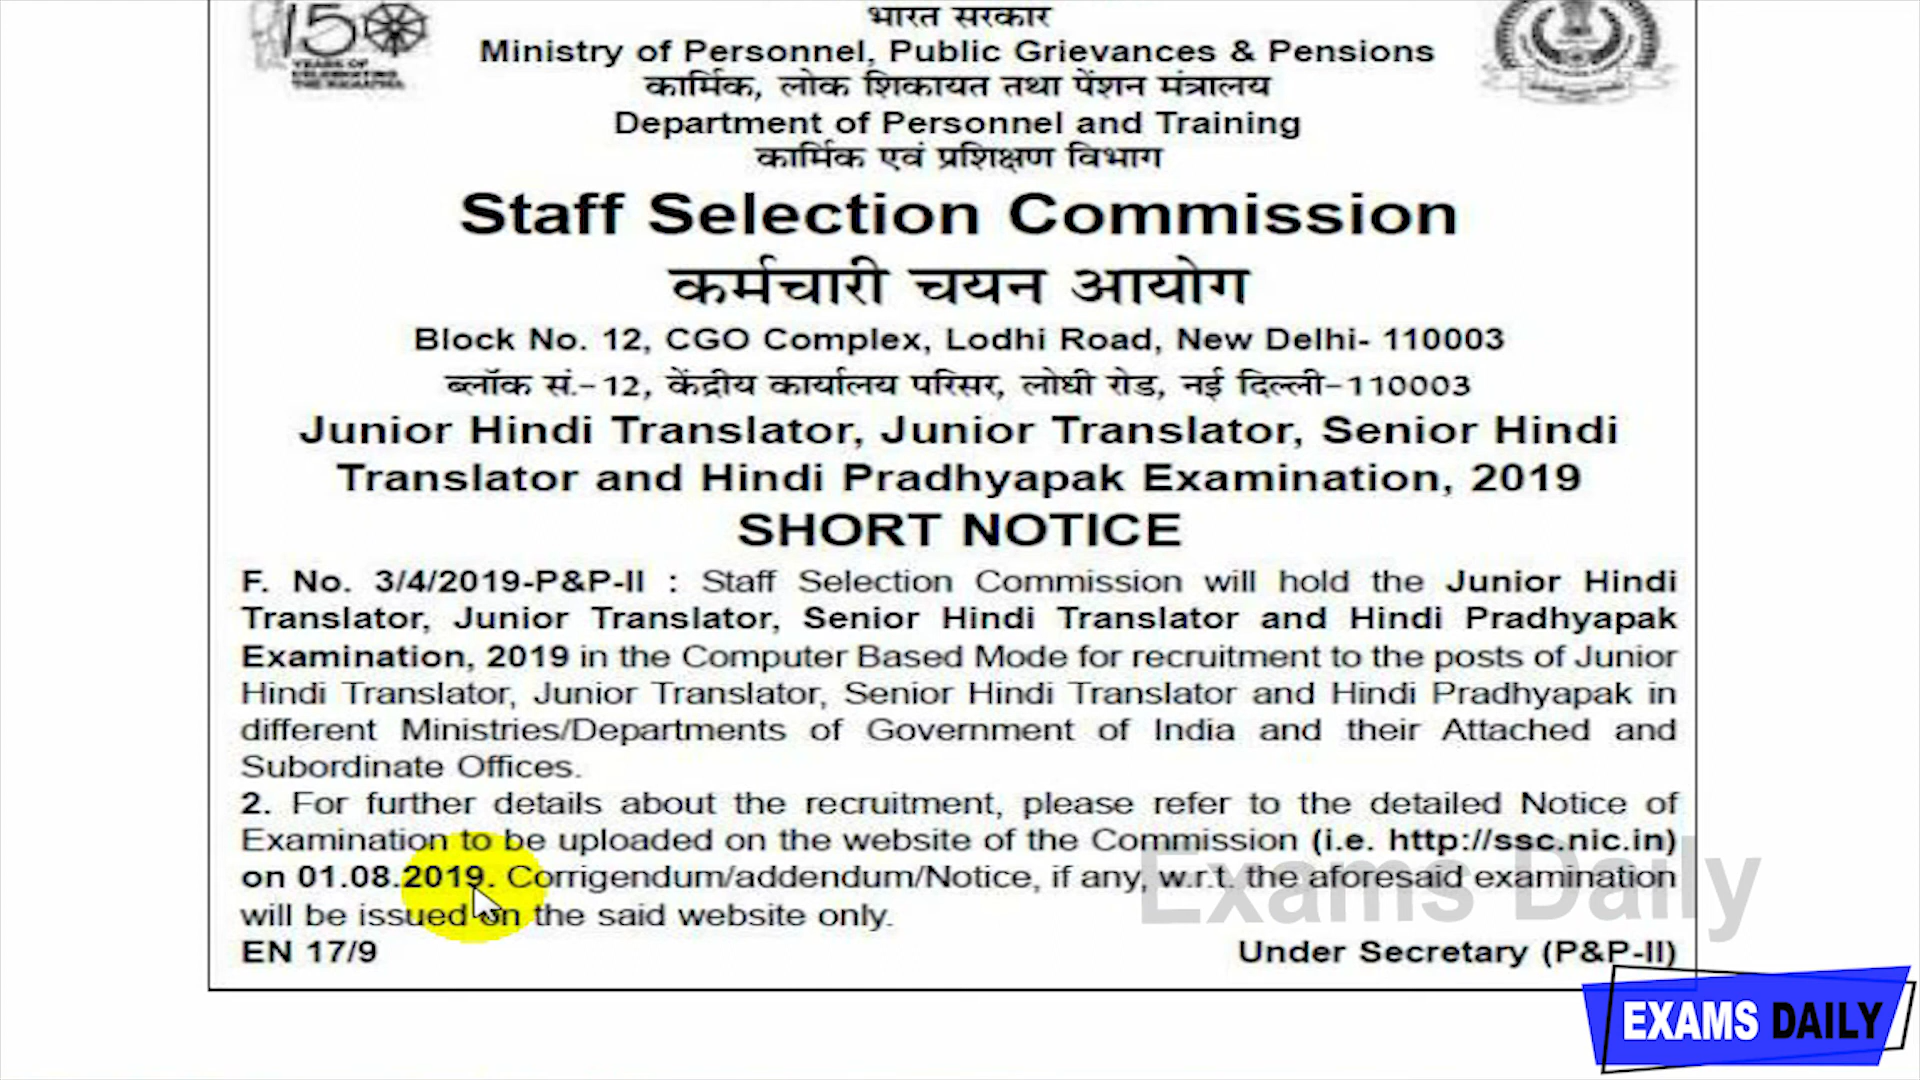 150
YEARS OF
CELEBRATING
THE MAHATMA
भारत सरकार
Ministry of Personnel, Public Grievances & Pensions
कार्मिक, लोक शिकायत तथा पेंशन मंत्रालय
Department of Personnel and Training
कार्मिक एवं प्रशिक्षण विभाग
Staff Selection Commission
कर्मचारी चयन आयोग
Block No. 12, CGO Complex, Lodhi Road, New Delhi- 110003
ब्लॉक सं.-12, केंद्रीय कार्यालय परिसर, लोधी रोड, नई दिल्ली-110003
Junior Hindi Translator, Junior Translator, Senior Hindi
Translator and Hindi Pradhyapak Examination, 2019
SHORT NOTICE
F. No. 3/4/2019-P&P-II : Staff Selection Commission will hold the Junior Hindi
Translator, Junior Translator, Senior Hindi Translator and Hindi Pradhyapak
Examination, 2019 in the Computer Based Mode for recruitment to the posts of Junior
Hindi Translator, Junior Translator, Senior Hindi Translator and Hindi Pradhyapak in
different Ministries/Departments of Government of India and their Attached and
Subordinate Offices.
2. For further details about the recruitment, please refer to the detailed Notice of
Examination to be uploaded on the website of the Commission (i.e. http://ssc.nic.in)
on 01.08.2019. Corrigendum/addendum/Notice, if any, w.r.t. the aforesaid examination
will be issued on the said website only.
EN 17/9 Under Secretary (P&P-II)
Exams Daily
EXAMS DAILY